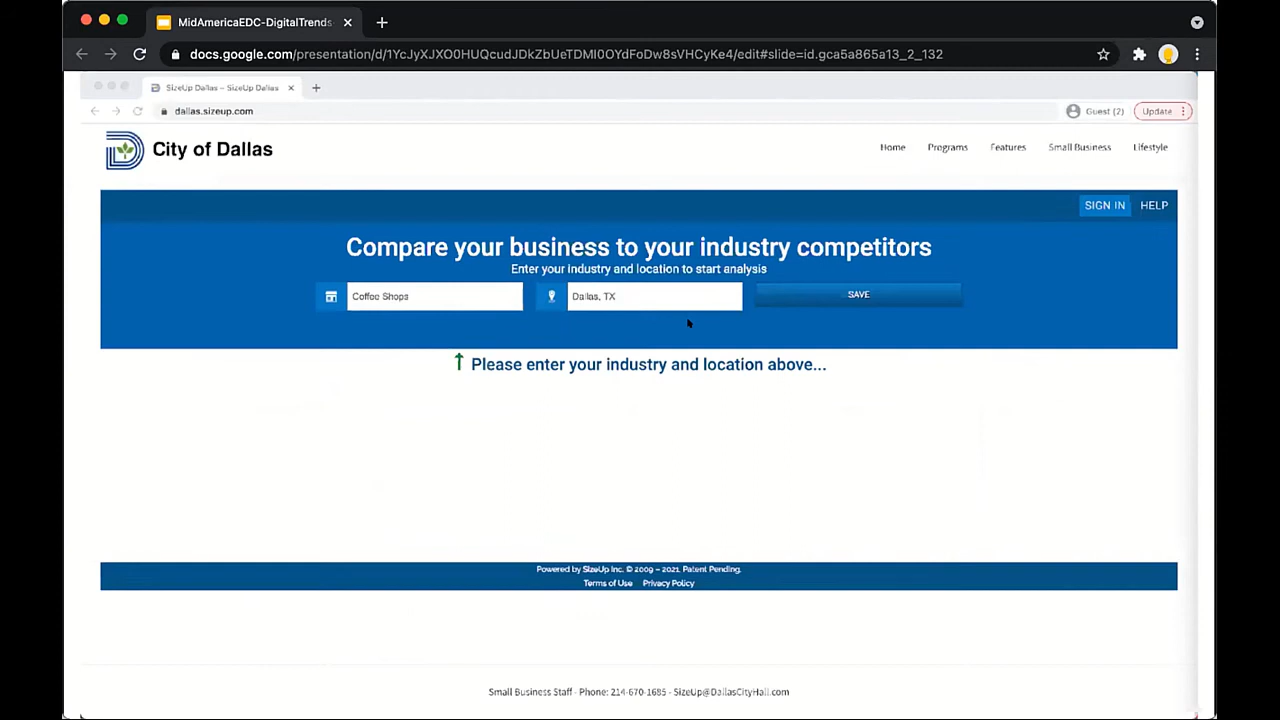 MidAmericaEDC-DigitalTrends
docs.google.com/presentation/d/1YcJyXJXO0HUQcudJDkZbUeTDMI0OYdFoDw8sVHCyKe4/edit#slide=id.gca5a865a13_2_132
SizeUp Dallas – SizeUp Dallas
dallas.sizeup.com
Guest (2)
Update
City of Dallas
Home Programs Features Small Business Lifestyle
SIGN IN HELP
Compare your business to your industry competitors
Enter your industry and location to start analysis
Coffee Shops
Dallas, TX
SAVE
↑ Please enter your industry and location above...
Powered by SizeUp Inc. © 2009 – 2021. Patent Pending.
Terms of Use Privacy Policy
Small Business Staff - Phone: 214-670-1685 - SizeUp@DallasCityHall.com